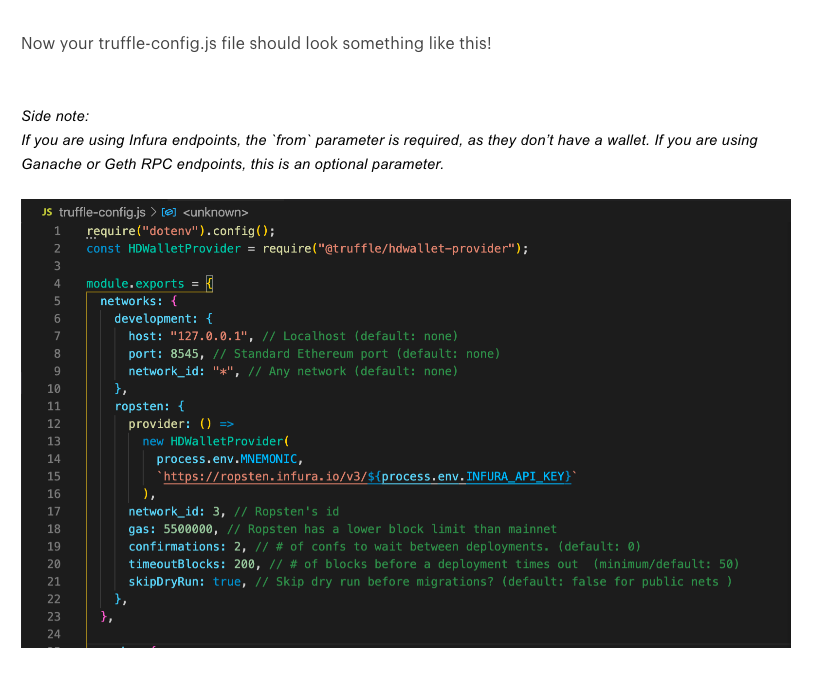 Now your truffle-config.js file should look something like this!
Side note:
If you are using Infura endpoints, the `from` parameter is required, as they don’t have a wallet. If you are using
Ganache or Geth RPC endpoints, this is an optional parameter.
JS truffle-config.js > <unknown>
1 require("dotenv").config();
2 const HDWalletProvider = require("@truffle/hdwallet-provider");
3
4 module.exports = {
5 networks: {
6 development: {
7 host: "127.0.0.1", // Localhost (default: none)
8 port: 8545, // Standard Ethereum port (default: none)
9 network_id: "*", // Any network (default: none)
10 },
11 ropsten: {
12 provider: () =>
13 new HDWalletProvider(
14 process.env.MNEMONIC,
15 `https://ropsten.infura.io/v3/${process.env.INFURA_API_KEY}`
16 ),
17 network_id: 3, // Ropsten's id
18 gas: 5500000, // Ropsten has a lower block limit than mainnet
19 confirmations: 2, // # of confs to wait between deployments. (default: 0)
20 timeoutBlocks: 200, // # of blocks before a deployment times out  (minimum/default: 50)
21 skipDryRun: true, // Skip dry run before migrations? (default: false for public nets )
22 },
23 },
24